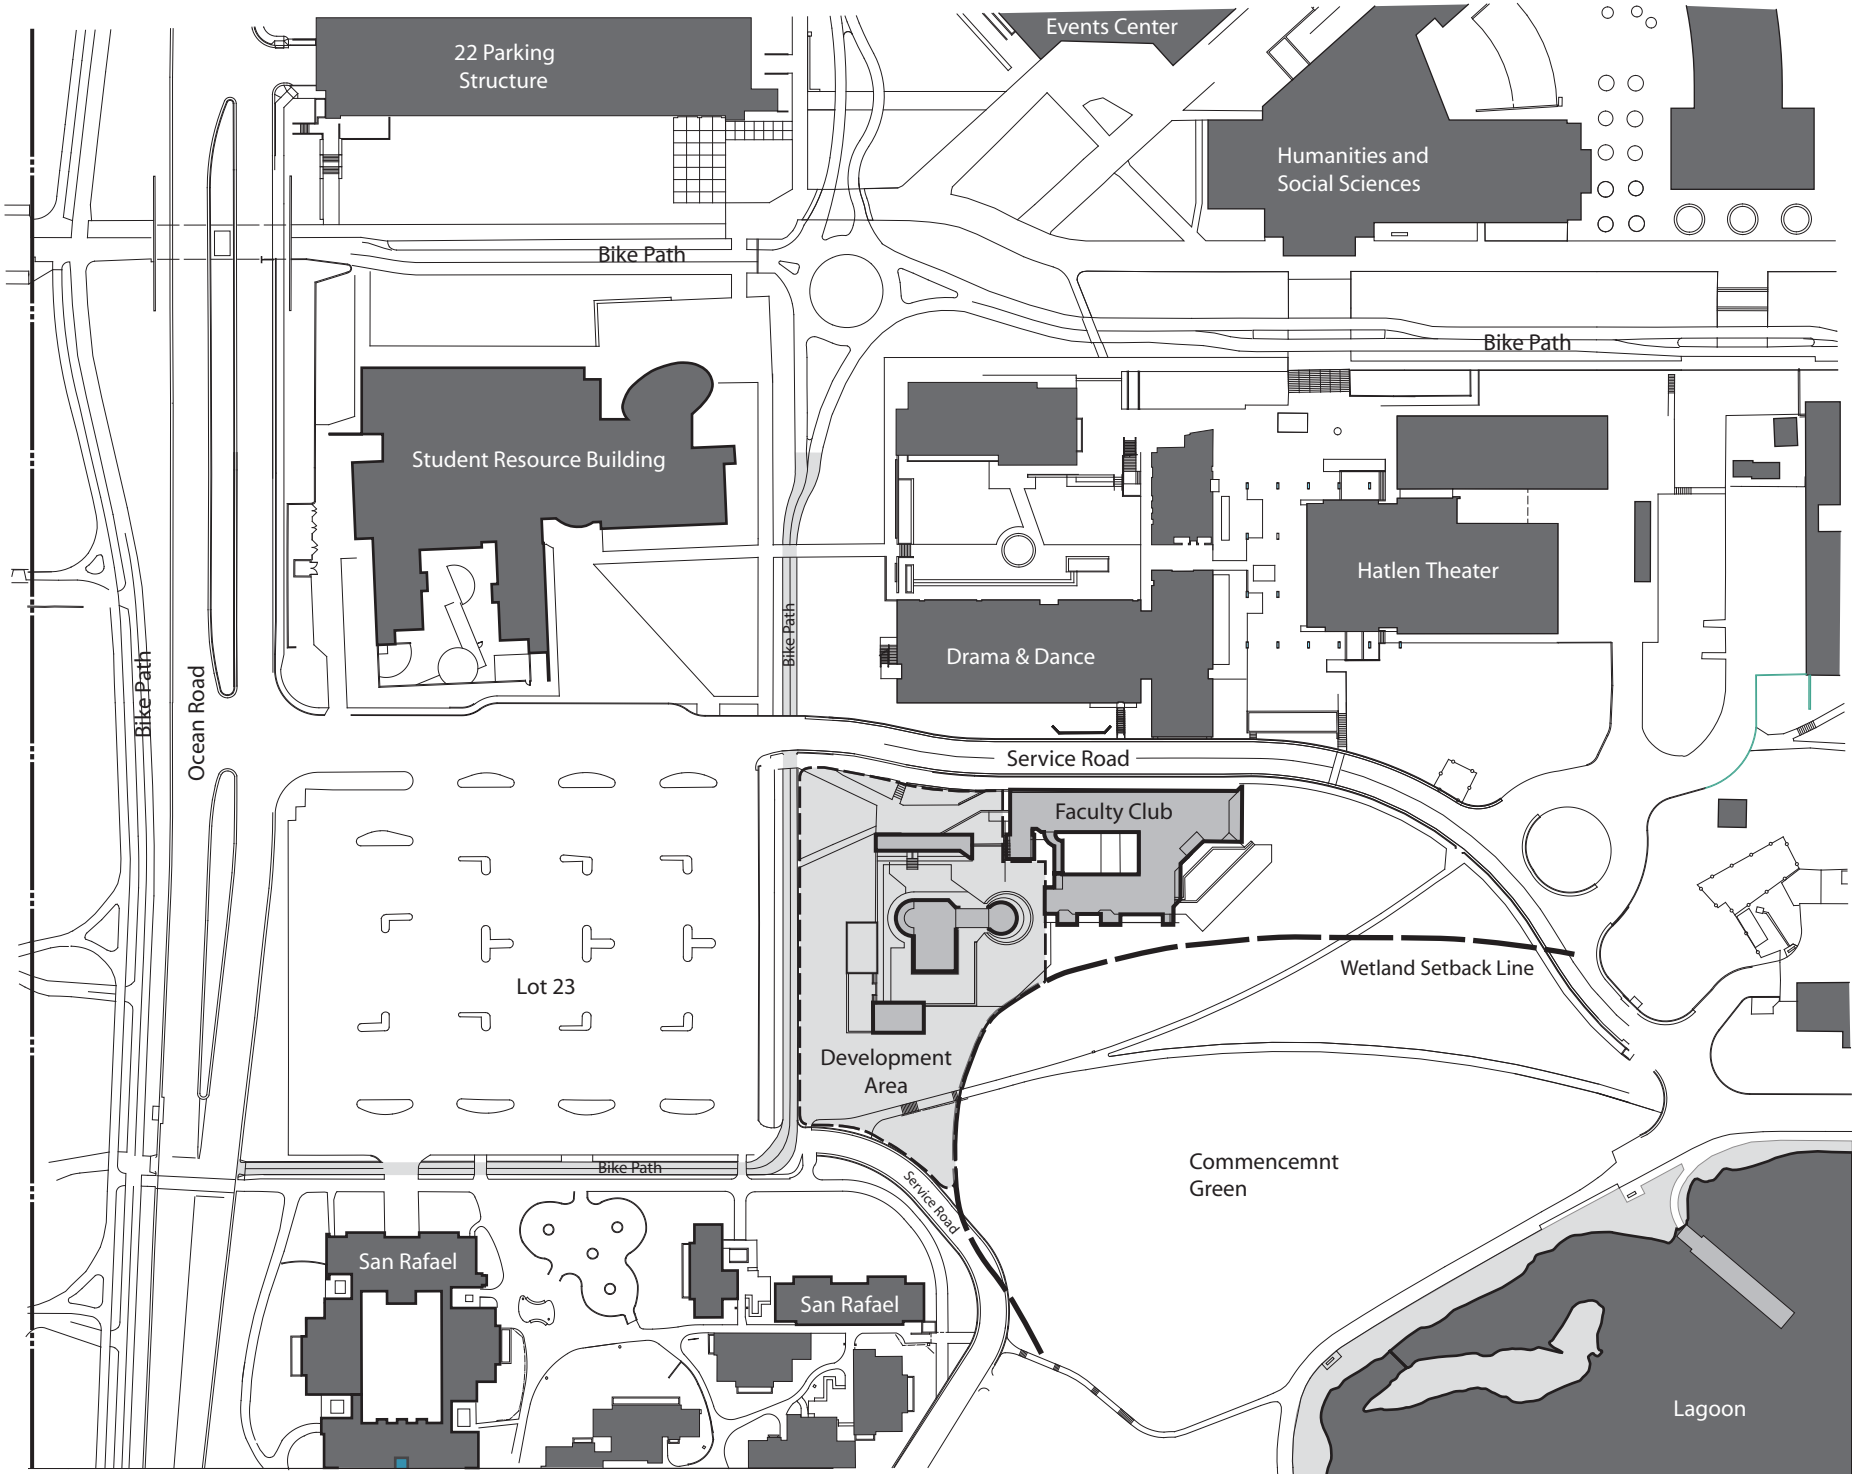 Events Center
22 Parking
Structure
Humanities and
Social Sciences
Bike Path
Bike Path
Student Resource Building
Hatlen Theater
Bike Path
Drama & Dance
Bike Path
Ocean Road
Service Road
Faculty Club
Wetland Setback Line
Lot 23
Development
Area
Commencemnt
Green
Bike Path
Service Road
San Rafael
San Rafael
Lagoon